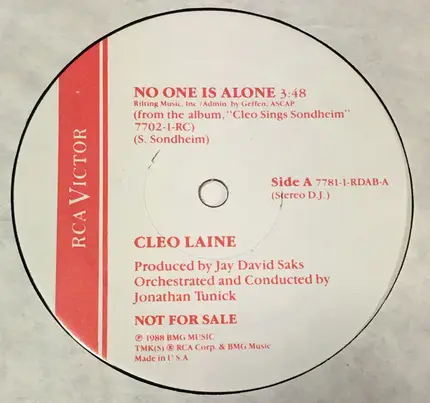 NO ONE IS ALONE 3:48
Rilting Music, Inc./Admin. by Geffen, ASCAP
(from the album, "Cleo Sings Sondheim"
7702-1-RC)
(S. Sondheim)
RCA VICTOR
Side A 7781-1-RDAB-A
(Stereo D.J.)
CLEO LAINE
Produced by Jay David Saks
Orchestrated and Conducted by
Jonathan Tunick
NOT FOR SALE
℗ 1988 BMG MUSIC
TMK(S) ® RCA Corp. & BMG Music
Made in U.S.A.